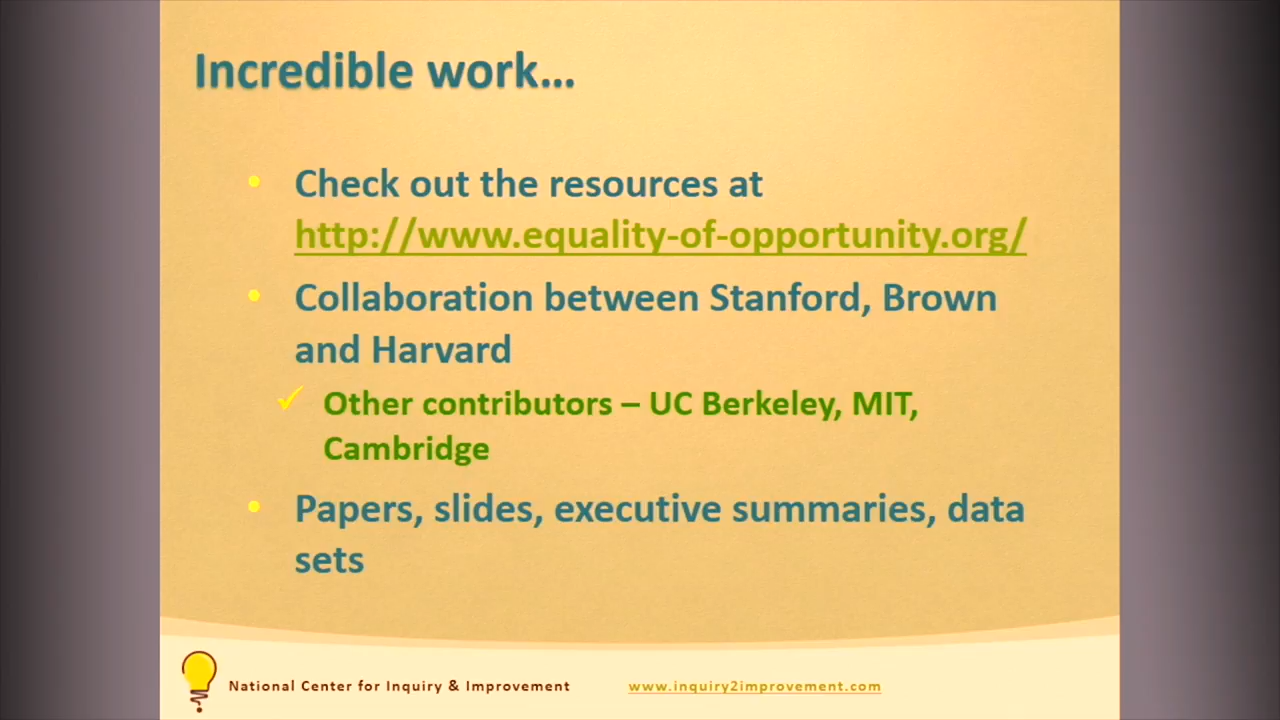 Incredible work…
• Check out the resources at
http://www.equality-of-opportunity.org/
• Collaboration between Stanford, Brown
and Harvard
✓ Other contributors – UC Berkeley, MIT,
Cambridge
• Papers, slides, executive summaries, data
sets
National Center for Inquiry & Improvement www.inquiry2improvement.com